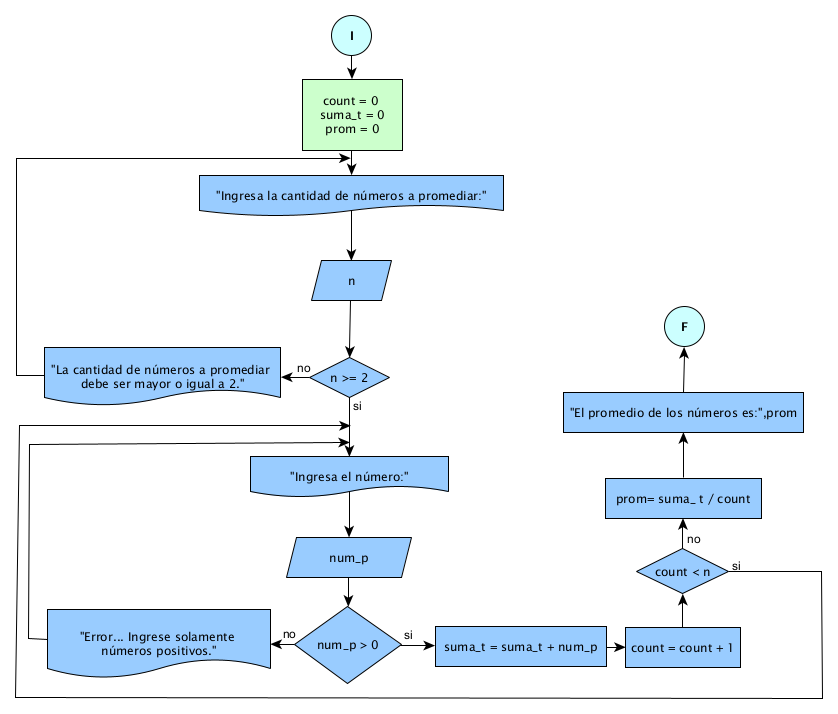 I
count = 0
suma_t = 0
prom = 0
"Ingresa la cantidad de números a promediar:"
n
n >= 2
no
si
"La cantidad de números a promediar
debe ser mayor o igual a 2."
"Ingresa el número:"
num_p
num_p > 0
no
si
"Error... Ingrese solamente
números positivos."
suma_t = suma_t + num_p
count = count + 1
count < n
si
no
prom= suma_ t / count
"El promedio de los números es:",prom
F